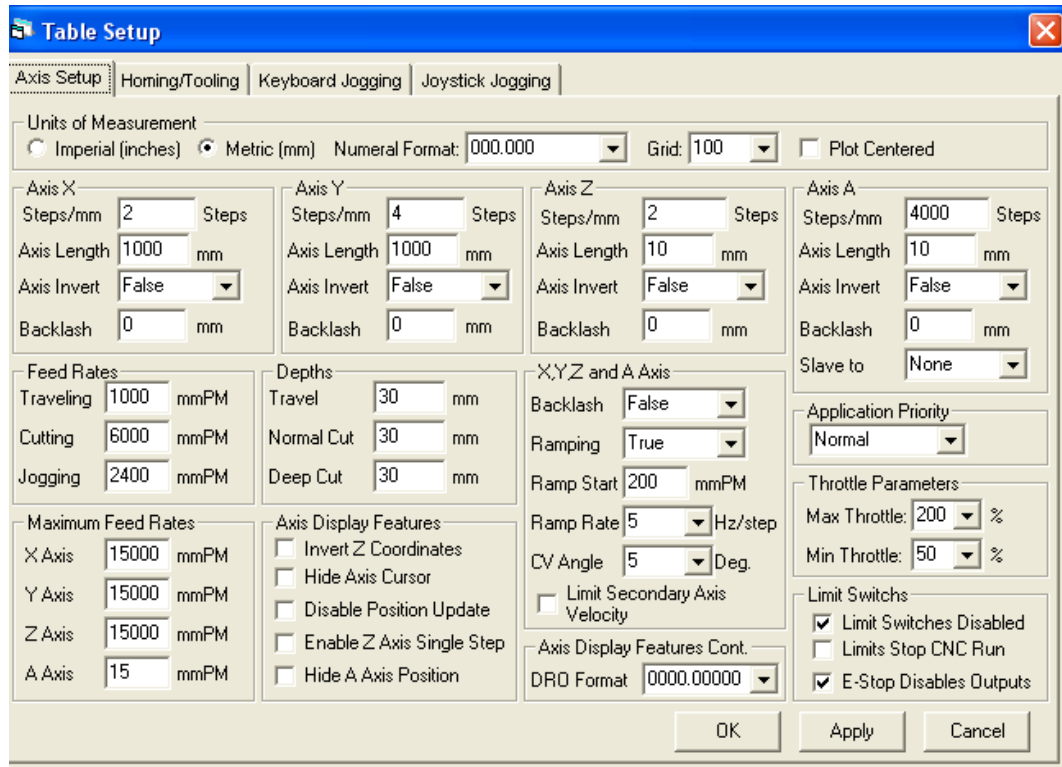 Table Setup
Axis Setup Homing/Tooling Keyboard Jogging Joystick Jogging
Units of Measurement
Imperial (inches) Metric (mm) Numeral Format: 000.000 Grid: 100 Plot Centered
Axis X
Steps/mm 2 Steps
Axis Length 1000 mm
Axis Invert False
Backlash 0 mm
Axis Y
Steps/mm 4 Steps
Axis Length 1000 mm
Axis Invert False
Backlash 0 mm
Axis Z
Steps/mm 2 Steps
Axis Length 10 mm
Axis Invert False
Backlash 0 mm
Axis A
Steps/mm 4000 Steps
Axis Length 10 mm
Axis Invert False
Backlash 0 mm
Slave to None
Feed Rates
Traveling 1000 mmPM
Cutting 6000 mmPM
Jogging 2400 mmPM
Depths
Travel 30 mm
Normal Cut 30 mm
Deep Cut 30 mm
X,Y,Z and A Axis
Backlash False
Ramping True
Ramp Start 200 mmPM
Ramp Rate 5 Hz/step
CV Angle 5 Deg.
Limit Secondary Axis
Velocity
Application Priority
Normal
Throttle Parameters
Max Throttle: 200 %
Min Throttle: 50 %
Maximum Feed Rates
X Axis 15000 mmPM
Y Axis 15000 mmPM
Z Axis 15000 mmPM
A Axis 15 mmPM
Axis Display Features
Invert Z Coordinates
Hide Axis Cursor
Disable Position Update
Enable Z Axis Single Step
Hide A Axis Position
Axis Display Features Cont.
DRO Format 0000.00000
Limit Switchs
Limit Switches Disabled
Limits Stop CNC Run
E-Stop Disables Outputs
OK Apply Cancel